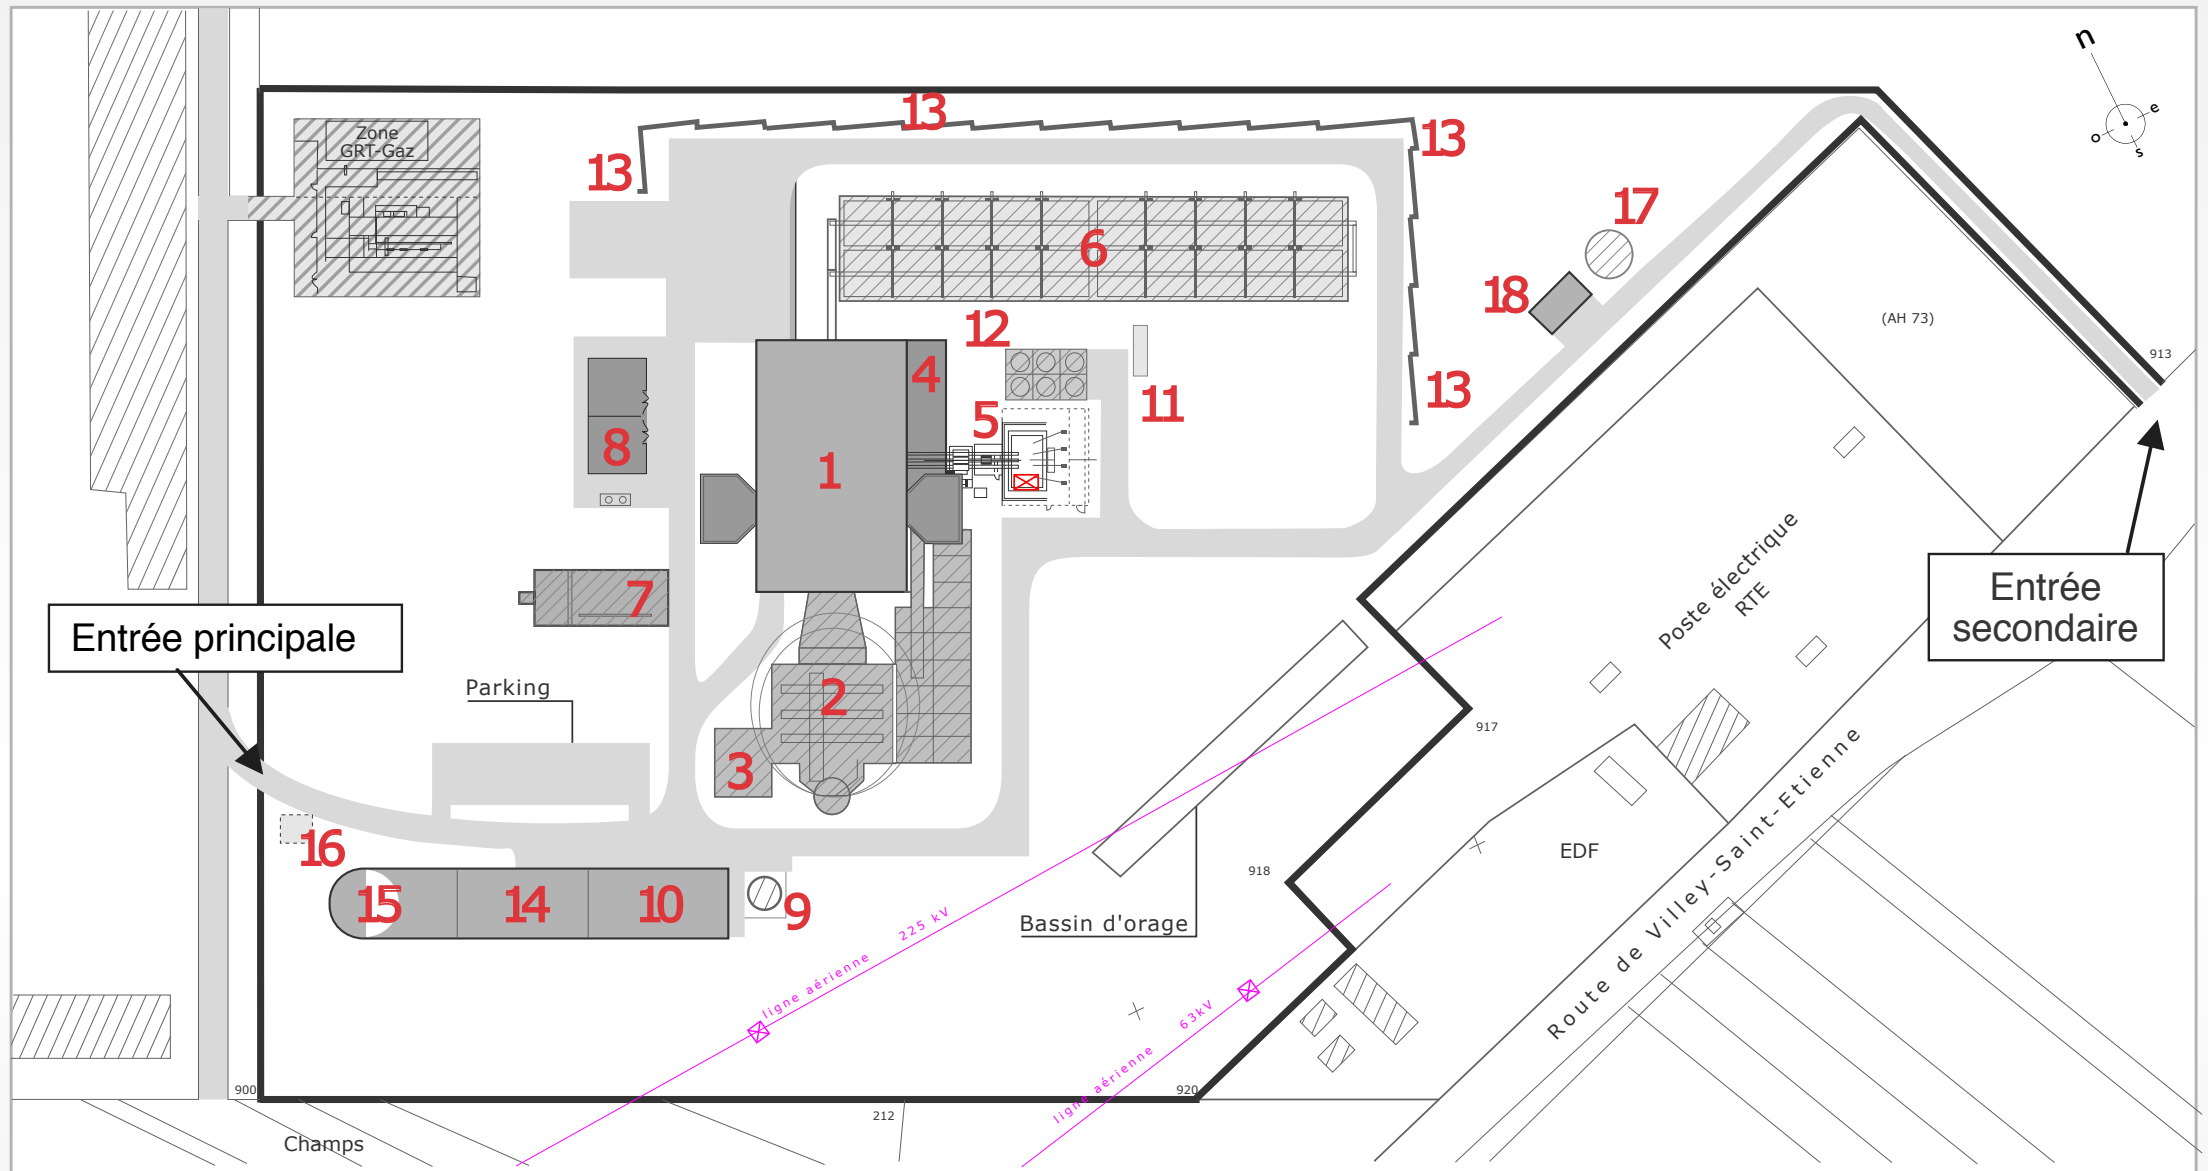 n
e
o
s
Zone
GRT-Gaz
13
13
13
17
6
18
12
(AH 73)
913
4
13
11
5
8
1
Poste électrique
RTE
Entrée
secondaire
7
Entrée principale
Parking
2
917
3
16
EDF
918
15
14
10
9
Bassin d'orage
Route de Villey-Saint-Etienne
ligne aérienne 225 kV
ligne aérienne 63kV
900
920
212
Champs